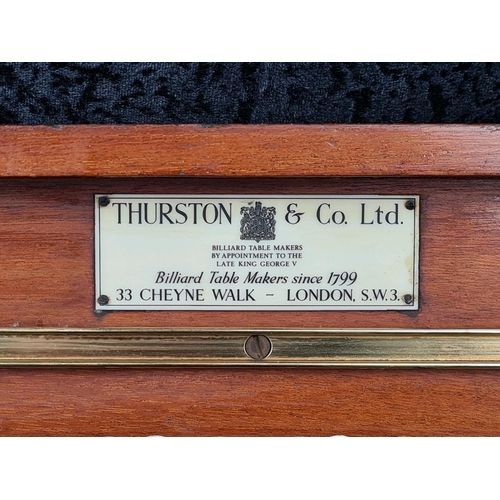 THURSTON & Co. Ltd.
BILLIARD TABLE MAKERS
BY APPOINTMENT TO THE
LATE KING GEORGE V
Billiard Table Makers since 1799
33 CHEYNE WALK – LONDON, S.W.3.